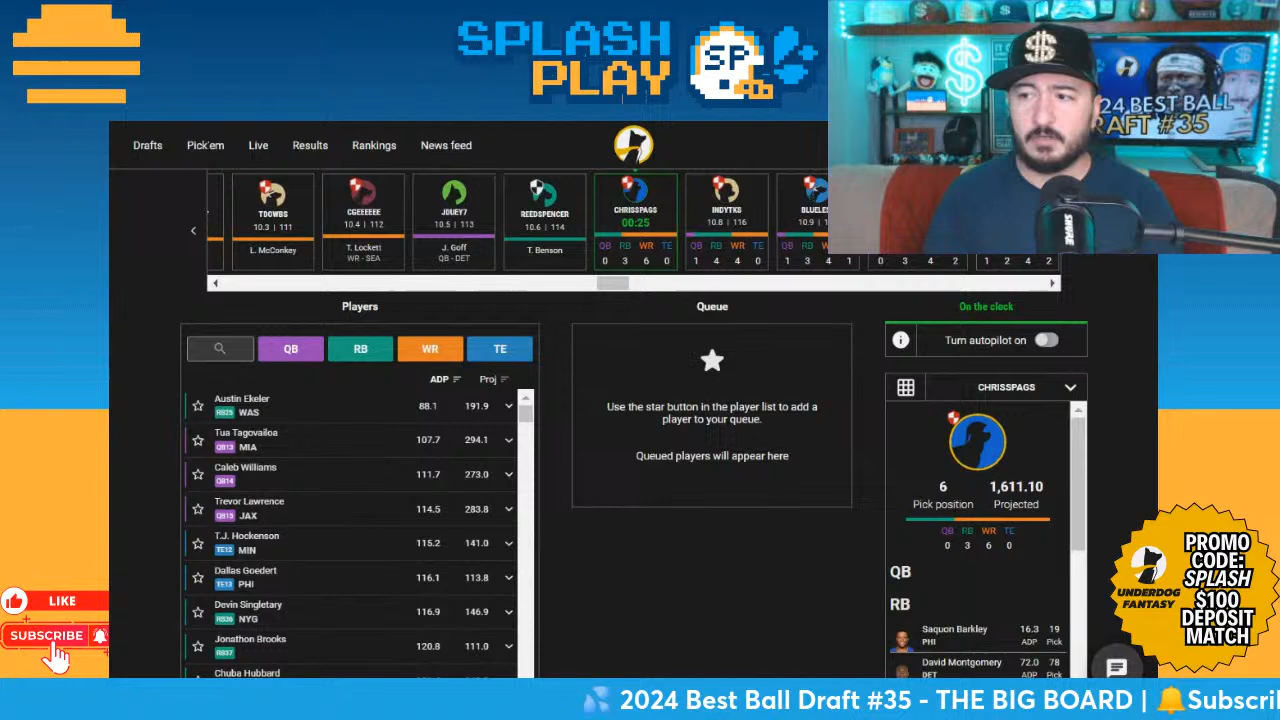 SPLASH
PLAY
SP
2024 BEST BALL
DRAFT #35
Drafts
Pick'em
Live
Results
Rankings
News feed
TDGWBS
10.3 | 111
L. McConkey
CGEEEEEE
10.4 | 112
T. Lockett
WR - SEA
JDUEY7
10.5 | 113
J. Goff
QB - DET
REEDSPENCER
10.6 | 114
T. Benson
CHRISSPAGS
00:25
QB RB WR TE
0 3 6 0
INDYTKS
10.8 | 116
QB RB WR TE
1 4 4 0
10.9 | 1
QB RB WR TE
1 3 4 1
0 3 4 2
1 2 4 2
Players
Queue
On the clock
QB
RB
WR
TE
Turn autopilot on
ADP
Proj
CHRISSPAGS
Austin Ekeler
RB35 WAS
88.1
191.9
Tua Tagovailoa
QB13 MIA
107.7
294.1
Caleb Williams
QB14
111.7
273.0
Trevor Lawrence
QB15 JAX
114.5
283.8
T.J. Hockenson
TE12 MIN
115.2
141.0
Dallas Goedert
TE13 PHI
116.1
113.8
Devin Singletary
RB36 NYG
116.9
146.9
Jonathon Brooks
RB37
120.8
111.0
Chuba Hubbard
Use the star button in the player list to add a
player to your queue.
Queued players will appear here
6
Pick position
1,611.10
Projected
QB RB WR TE
0 3 6 0
QB
RB
Saquon Barkley
PHI
16.3
ADP
19
Pick
David Montgomery
DET
72.0
ADP
78
Pick
LIKE
SUBSCRIBE
UNDERDOG
FANTASY
PROMO
CODE:
SPLASH
$100
DEPOSIT
MATCH
SHURE
2024 Best Ball Draft #35 - THE BIG BOARD | Subscri